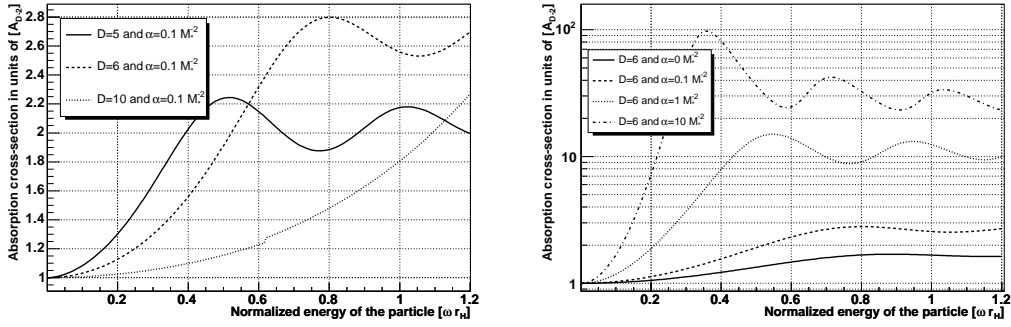 Absorption cross-section in units of [A_D-2]
2.8
2.6
2.4
2.2
2
1.8
1.6
1.4
1.2
1
D=5 and α=0.1 M*^-2
D=6 and α=0.1 M*^-2
D=10 and α=0.1 M*^-2
0.2 0.4 0.6 0.8 1 1.2
Normalized energy of the particle [ω r_H]
Absorption cross-section in units of [A_D-2]
10^2
10
1
D=6 and α=0 M*^-2
D=6 and α=0.1 M*^-2
D=6 and α=1 M*^-2
D=6 and α=10 M*^-2
0.2 0.4 0.6 0.8 1 1.2
Normalized energy of the particle [ω r_H]